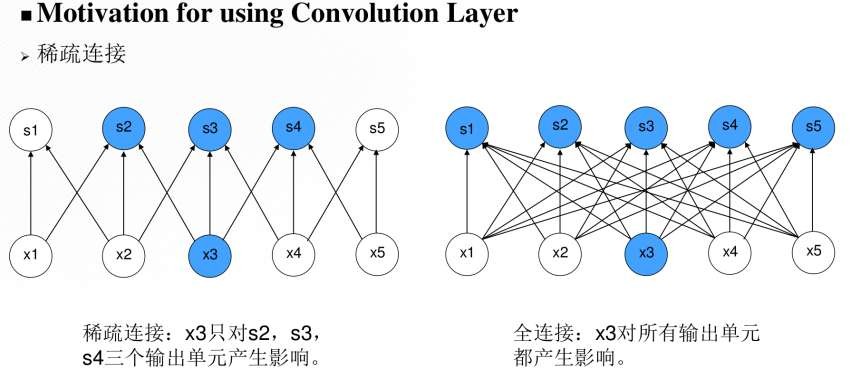 ■ Motivation for using Convolution Layer
➢ 稀疏连接
s1 s2 s3 s4 s5
x1 x2 x3 x4 x5
稀疏连接：x3只对s2，s3，
s4三个输出单元产生影响。
s1 s2 s3 s4 s5
x1 x2 x3 x4 x5
全连接：x3对所有输出单元
都产生影响。